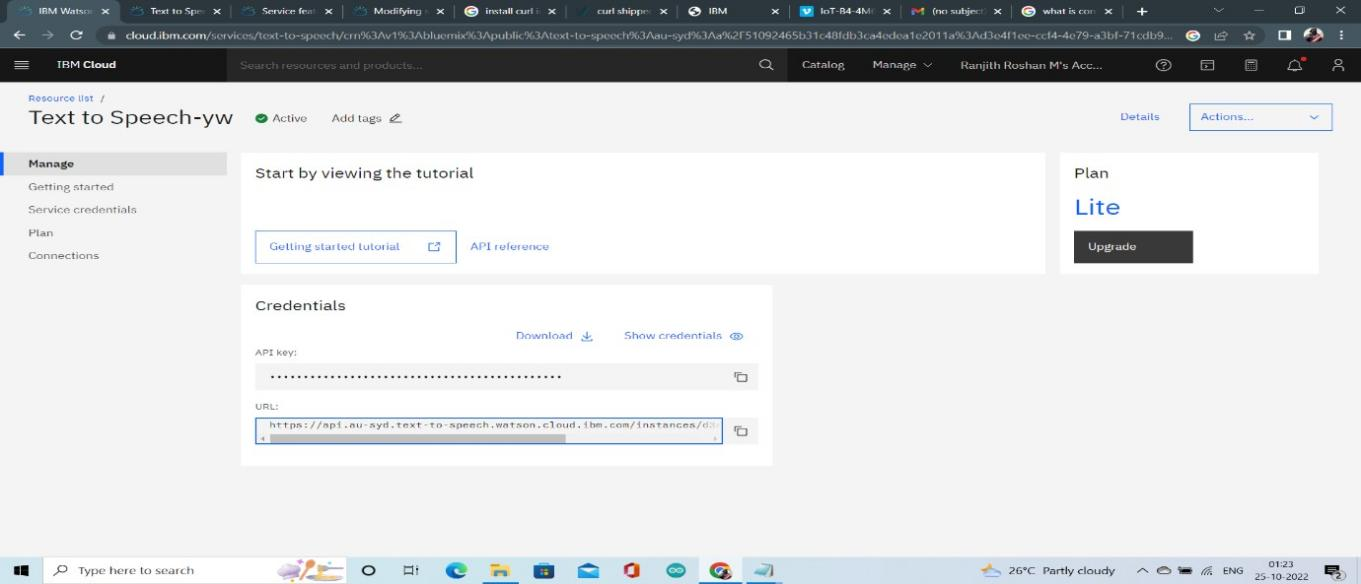 IBM Watso
Text to Spe
Service feat
Modifying s
install curl i
curl shippe
IBM
IoT-B4-4M
(no subject)
what is con
cloud.ibm.com/services/text-to-speech/crn%3Av1%3Abluemix%3Apublic%3Atext-to-speech%3Aau-syd%3Aa%2F51092465b31c48fdb3ca4edea1e2011a%3Ad3e4f1ee-ccf4-4e79-a3bf-71cdb9...
IBM Cloud
Search resources and products...
Catalog
Manage
Ranjith Roshan M's Acc...
Resource list /
Text to Speech-yw
Active
Add tags
Details
Actions...
Manage
Getting started
Service credentials
Plan
Connections
Start by viewing the tutorial
Getting started tutorial
API reference
Plan
Lite
Upgrade
Credentials
Download
Show credentials
API key:
URL:
https://api.au-syd.text-to-speech.watson.cloud.ibm.com/instances/d3
Type here to search
26°C Partly cloudy
ENG
01:23
25-10-2022
2